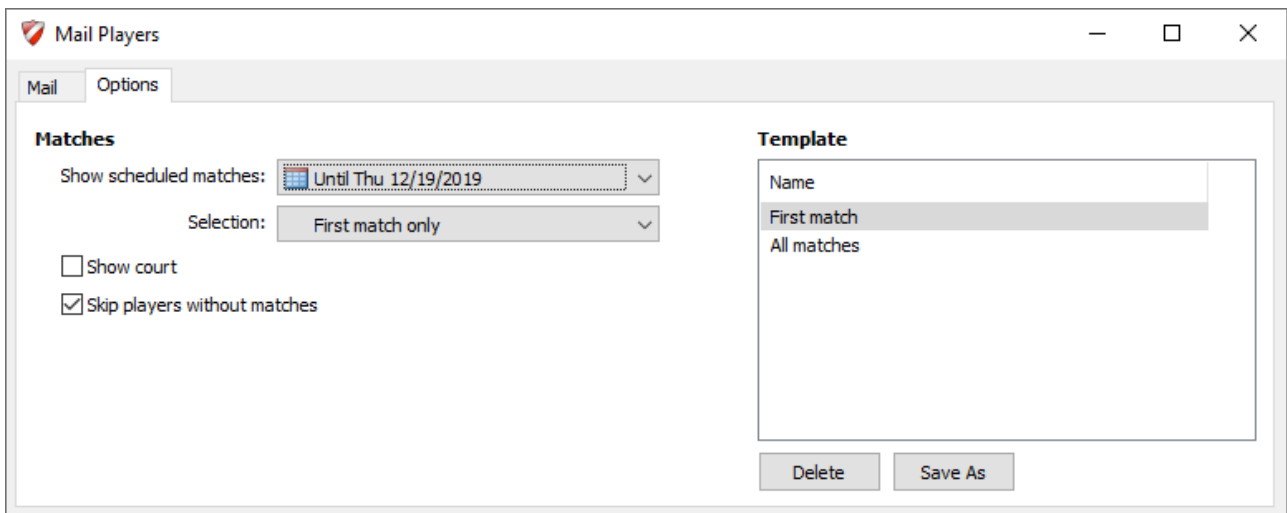 Mail Players
Mail
Options
Matches
Show scheduled matches:
Until Thu 12/19/2019
Selection:
First match only
Show court
Skip players without matches
Template
Name
First match
All matches
Delete
Save As